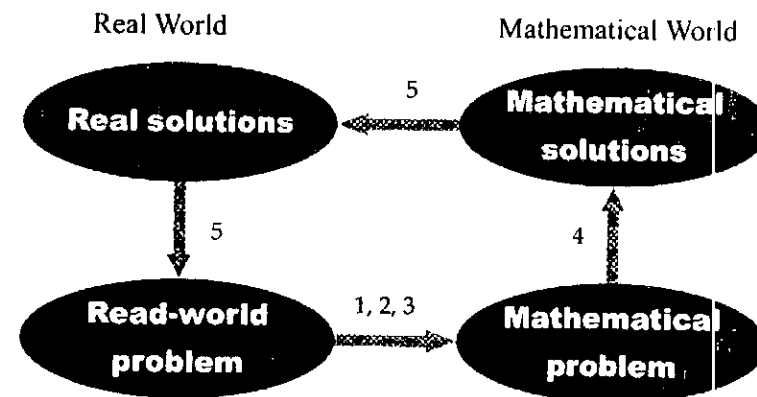 Real World
Mathematical World
5
Real solutions
Mathematical
solutions
5
4
Read-world
problem
1, 2, 3
Mathematical
problem